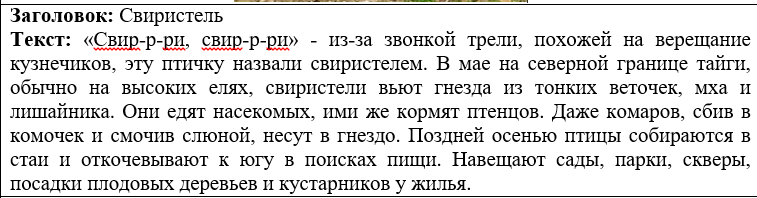 Заголовок: Свиристель
Текст: «Свир-р-ри, свир-р-ри» - из-за звонкой трели, похожей на верещание
кузнечиков, эту птичку назвали свиристелем. В мае на северной границе тайги,
обычно на высоких елях, свиристели вьют гнезда из тонких веточек, мха и
лишайника. Они едят насекомых, ими же кормят птенцов. Даже комаров, сбив в
комочек и смочив слюной, несут в гнездо. Поздней осенью птицы собираются в
стаи и откочевывают к югу в поисках пищи. Навещают сады, парки, скверы,
посадки плодовых деревьев и кустарников у жилья.